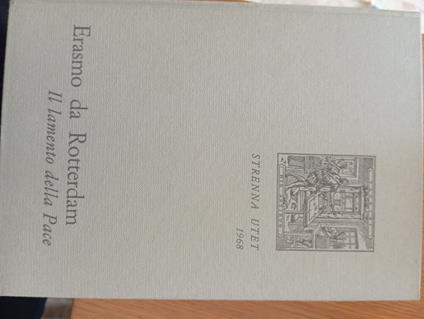 Erasmo da Rotterdam
Il lamento della Pace
STRENNA UTET
1968